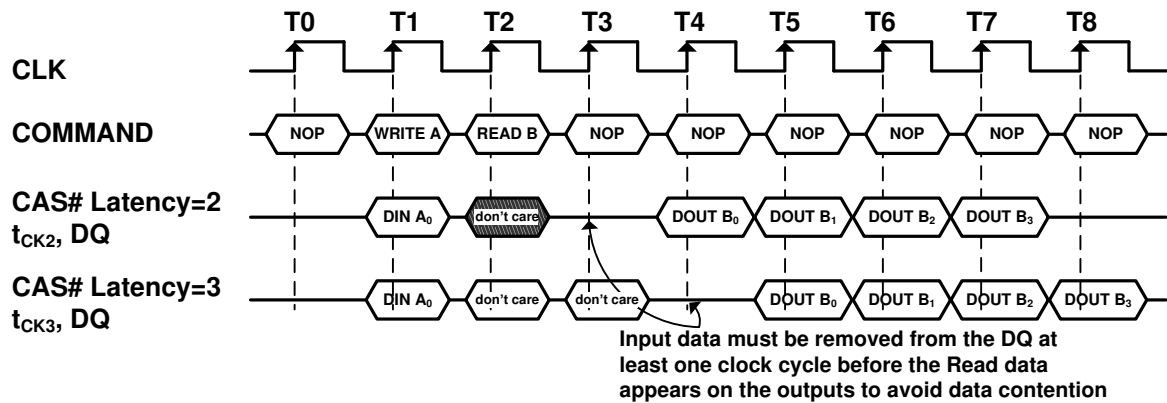 T0 T1 T2 T3 T4 T5 T6 T7 T8
CLK
COMMAND NOP WRITE A READ B NOP NOP NOP NOP NOP NOP
CAS# Latency=2
tCK2, DQ DIN A0 don't care DOUT B0 DOUT B1 DOUT B2 DOUT B3
CAS# Latency=3
tCK3, DQ DIN A0 don't care don't care DOUT B0 DOUT B1 DOUT B2 DOUT B3
Input data must be removed from the DQ at
least one clock cycle before the Read data
appears on the outputs to avoid data contention